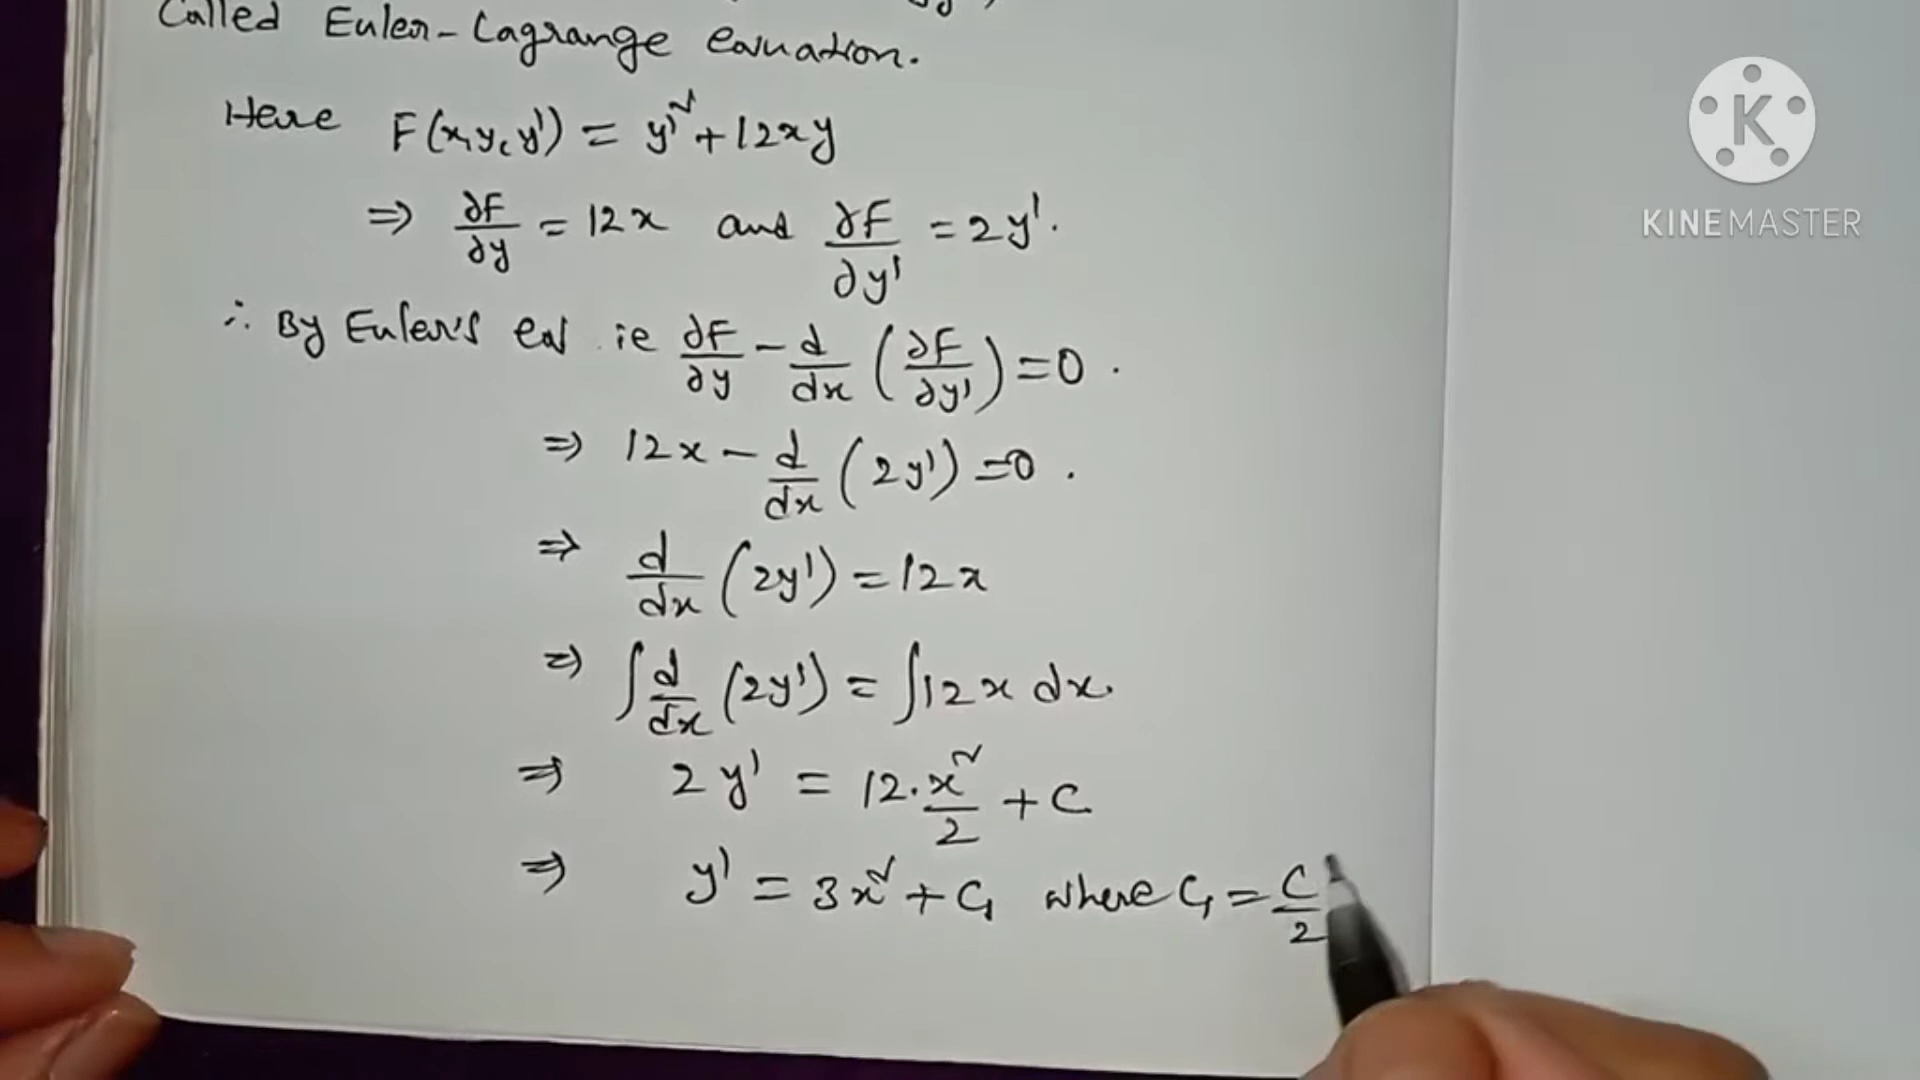 Called Euler-Lagrange equation.
Here F(x,y,y') = y'² + 12xy
⇒ ∂F/∂y = 12x and ∂F/∂y' = 2y'.
∴ By Euler's eq ie ∂F/∂y - d/dx (∂F/∂y') = 0.
⇒ 12x - d/dx (2y') = 0.
⇒ d/dx (2y') = 12x
⇒ ∫ d/dx (2y') = ∫12x dx.
⇒ 2y' = 12.x²/2 + C
⇒ y' = 3x² + C₁ where C₁ = C/2
K
KINEMASTER